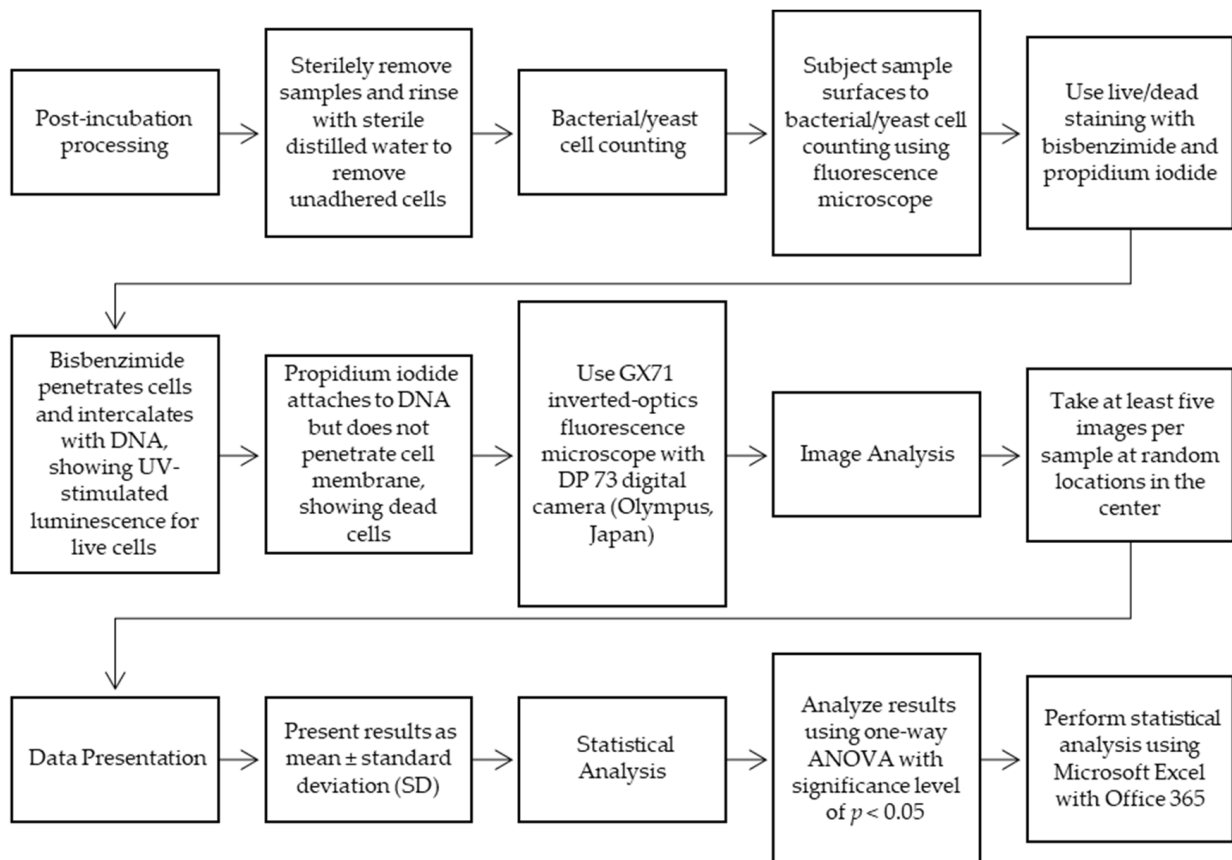 Post-incubation
processing
Sterilely remove
samples and rinse
with sterile
distilled water to
remove
unadhered cells
Bacterial/yeast
cell counting
Subject sample
surfaces to
bacterial/yeast cell
counting using
fluorescence
microscope
Use live/dead
staining with
bisbenzimide and
propidium iodide
Bisbenzimide
penetrates cells
and intercalates
with DNA,
showing UV-
stimulated
luminescence for
live cells
Propidium iodide
attaches to DNA
but does not
penetrate cell
membrane,
showing dead
cells
Use GX71
inverted-optics
fluorescence
microscope with
DP 73 digital
camera (Olympus,
Japan)
Image Analysis
Take at least five
images per
sample at random
locations in the
center
Data Presentation
Present results as
mean ± standard
deviation (SD)
Statistical
Analysis
Analyze results
using one-way
ANOVA with
significance level
of p < 0.05
Perform statistical
analysis using
Microsoft Excel
with Office 365